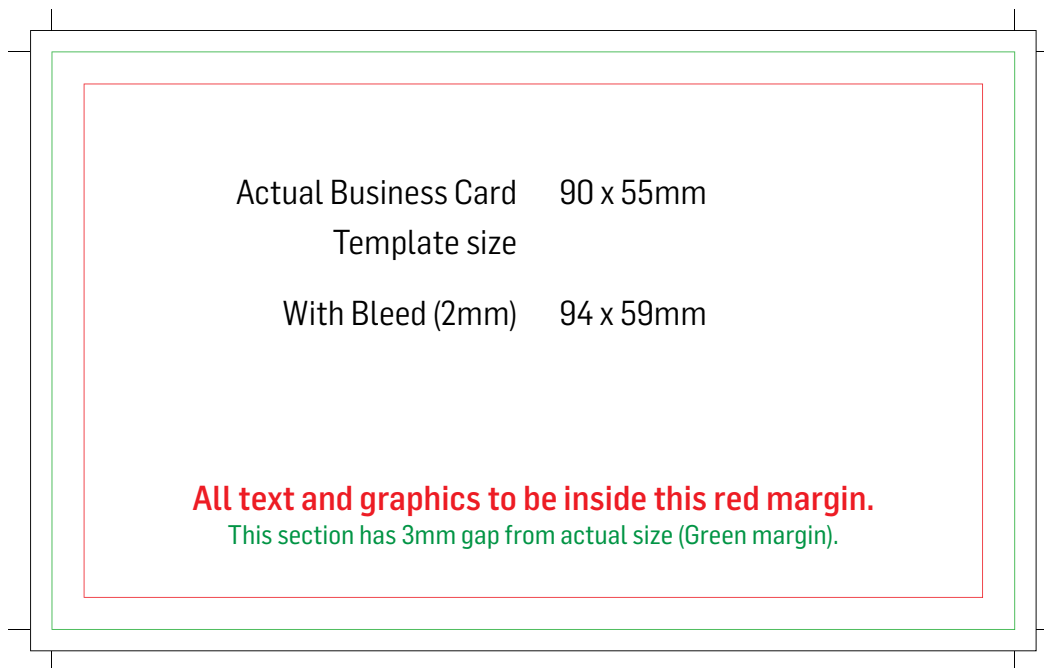 Actual Business Card 90 x 55mm
Template size
With Bleed (2mm) 94 x 59mm
All text and graphics to be inside this red margin.
This section has 3mm gap from actual size (Green margin).